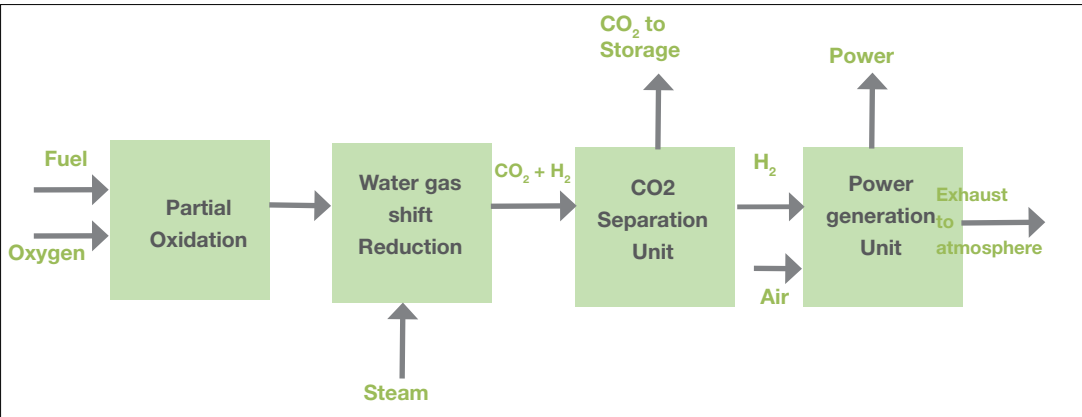 Fuel
Oxygen
Partial
Oxidation
Water gas
shift
Reduction
Steam
CO₂ + H₂
CO₂ to
Storage
CO2
Separation
Unit
H₂
Air
Power
Power
generation
Unit
Exhaust
to
atmosphere